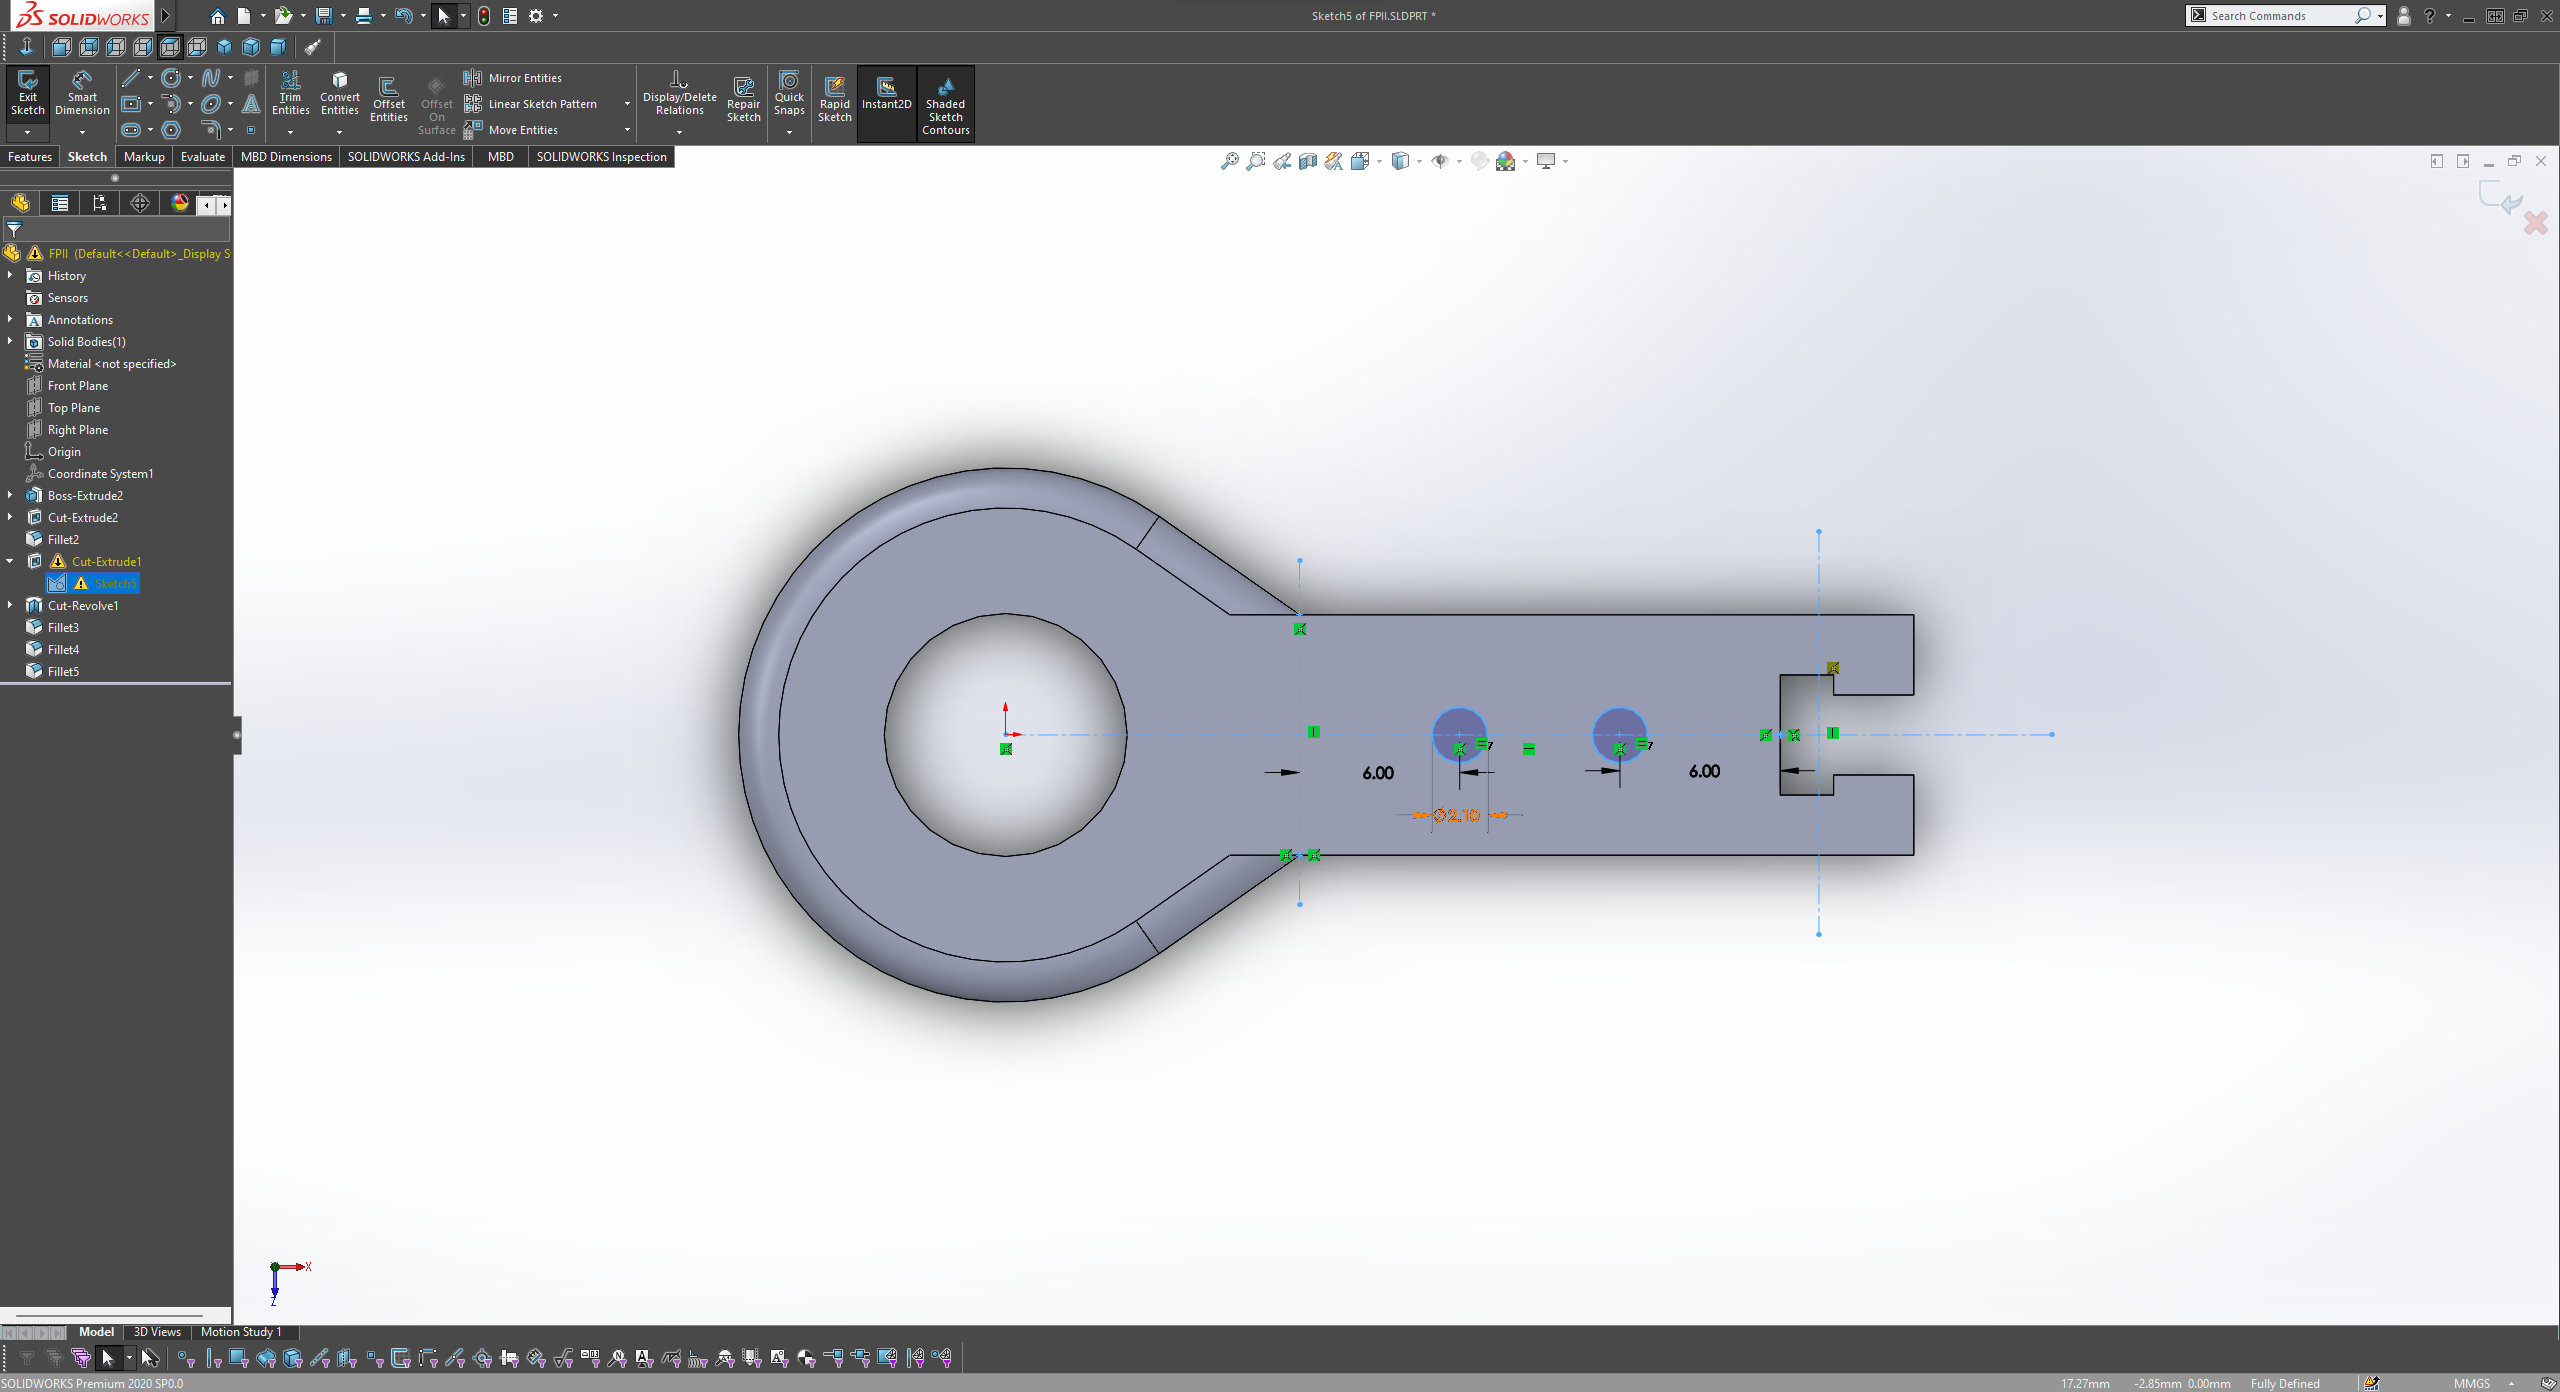 SOLIDWORKS
Sketch5 of FPII.SLDPRT *
Search Commands
Exit Sketch
Smart Dimension
Trim Entities
Convert Entities
Offset Entities
Offset On Surface
Mirror Entities
Linear Sketch Pattern
Move Entities
Display/Delete Relations
Repair Sketch
Quick Snaps
Rapid Sketch
Instant2D
Shaded Sketch Contours
Features
Sketch
Markup
Evaluate
MBD Dimensions
SOLIDWORKS Add-Ins
MBD
SOLIDWORKS Inspection
FPII (Default<<Default>_Display S
History
Sensors
Annotations
Solid Bodies(1)
Material <not specified>
Front Plane
Top Plane
Right Plane
Origin
Coordinate System1
Boss-Extrude2
Cut-Extrude2
Fillet2
Cut-Extrude1
Sketch5
Cut-Revolve1
Fillet3
Fillet4
Fillet5
7
7
6.00
6.00
Ø2.10
X
Z
Model
3D Views
Motion Study 1
SOLIDWORKS Premium 2020 SP0.0
17.27mm
-2.85mm
0.00mm
Fully Defined
MMGS